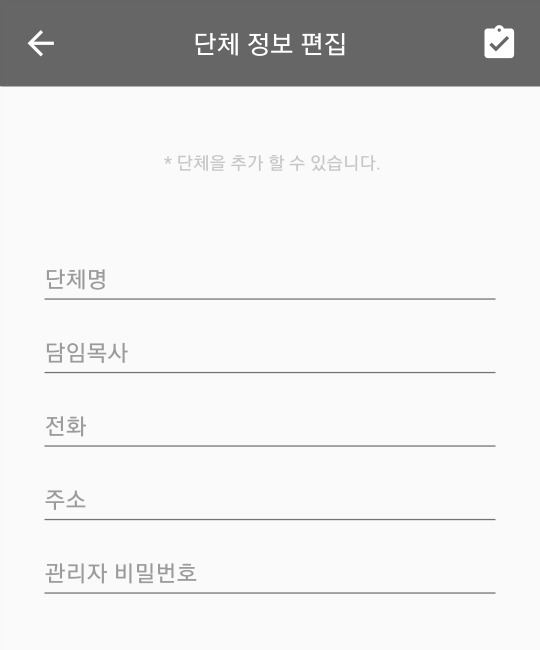 단체 정보 편집
* 단체을 추가 할 수 있습니다.
단체명
담임목사
전화
주소
관리자 비밀번호